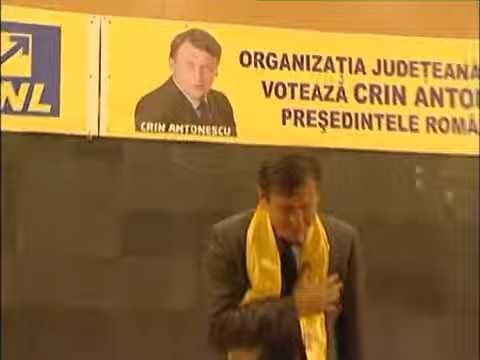 NL
CRIN ANTONESCU
ORGANIZAȚIA JUDEȚEANA
VOTEAZĂ CRIN ANTO
PREȘEDINTELE ROMÂ